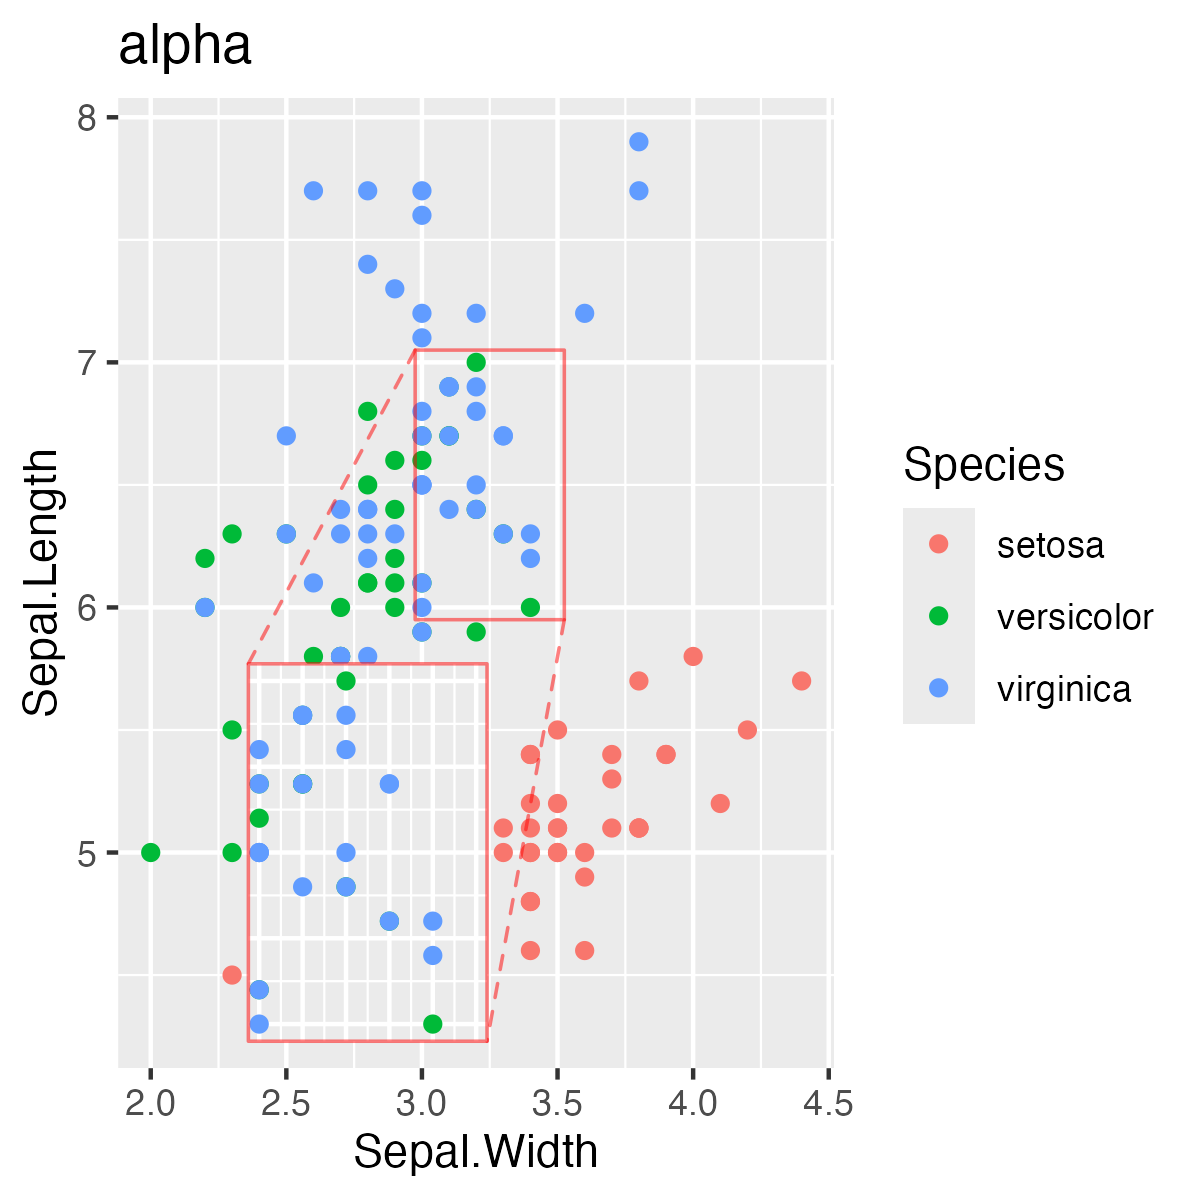 alpha
8
7
6
5
Sepal.Length
2.0 2.5 3.0 3.5 4.0 4.5
Sepal.Width
Species
setosa
versicolor
virginica